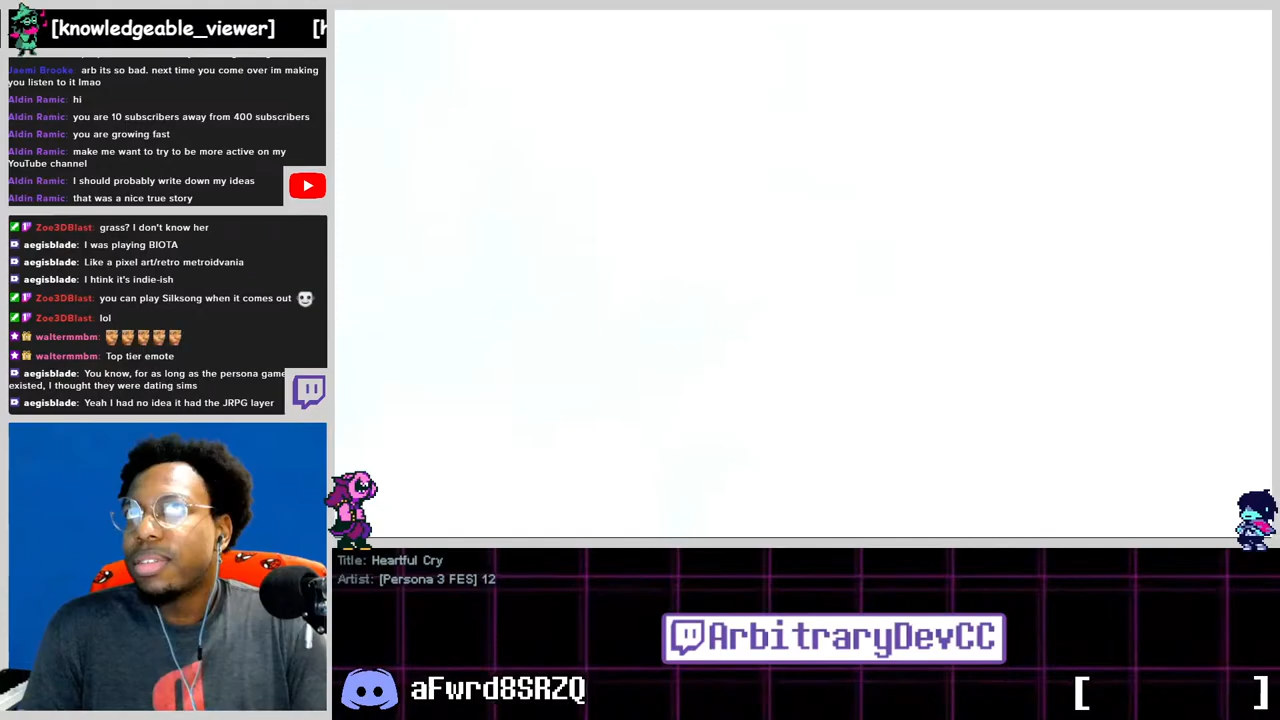 [knowledgeable_viewer] [h
Jaemi Brooke: arb its so bad. next time you come over im making
you listen to it lmao
Aldin Ramic: hi
Aldin Ramic: you are 10 subscribers away from 400 subscribers
Aldin Ramic: you are growing fast
Aldin Ramic: make me want to try to be more active on my
YouTube channel
Aldin Ramic: I should probably write down my ideas
Aldin Ramic: that was a nice true story
Zoe3DBlast: grass? I don't know her
aegisblade: I was playing BIOTA
aegisblade: Like a pixel art/retro metroidvania
aegisblade: I htink it's indie-ish
Zoe3DBlast: you can play Silksong when it comes out
Zoe3DBlast: lol
waltermmbm:
waltermmbm: Top tier emote
aegisblade: You know, for as long as the persona game
existed, I thought they were dating sims
aegisblade: Yeah I had no idea it had the JRPG layer
Title: Heartful Cry
Artist: [Persona 3 FES] 12
@ArbitraryDevCC
aFwrd8SRZQ
[ ]